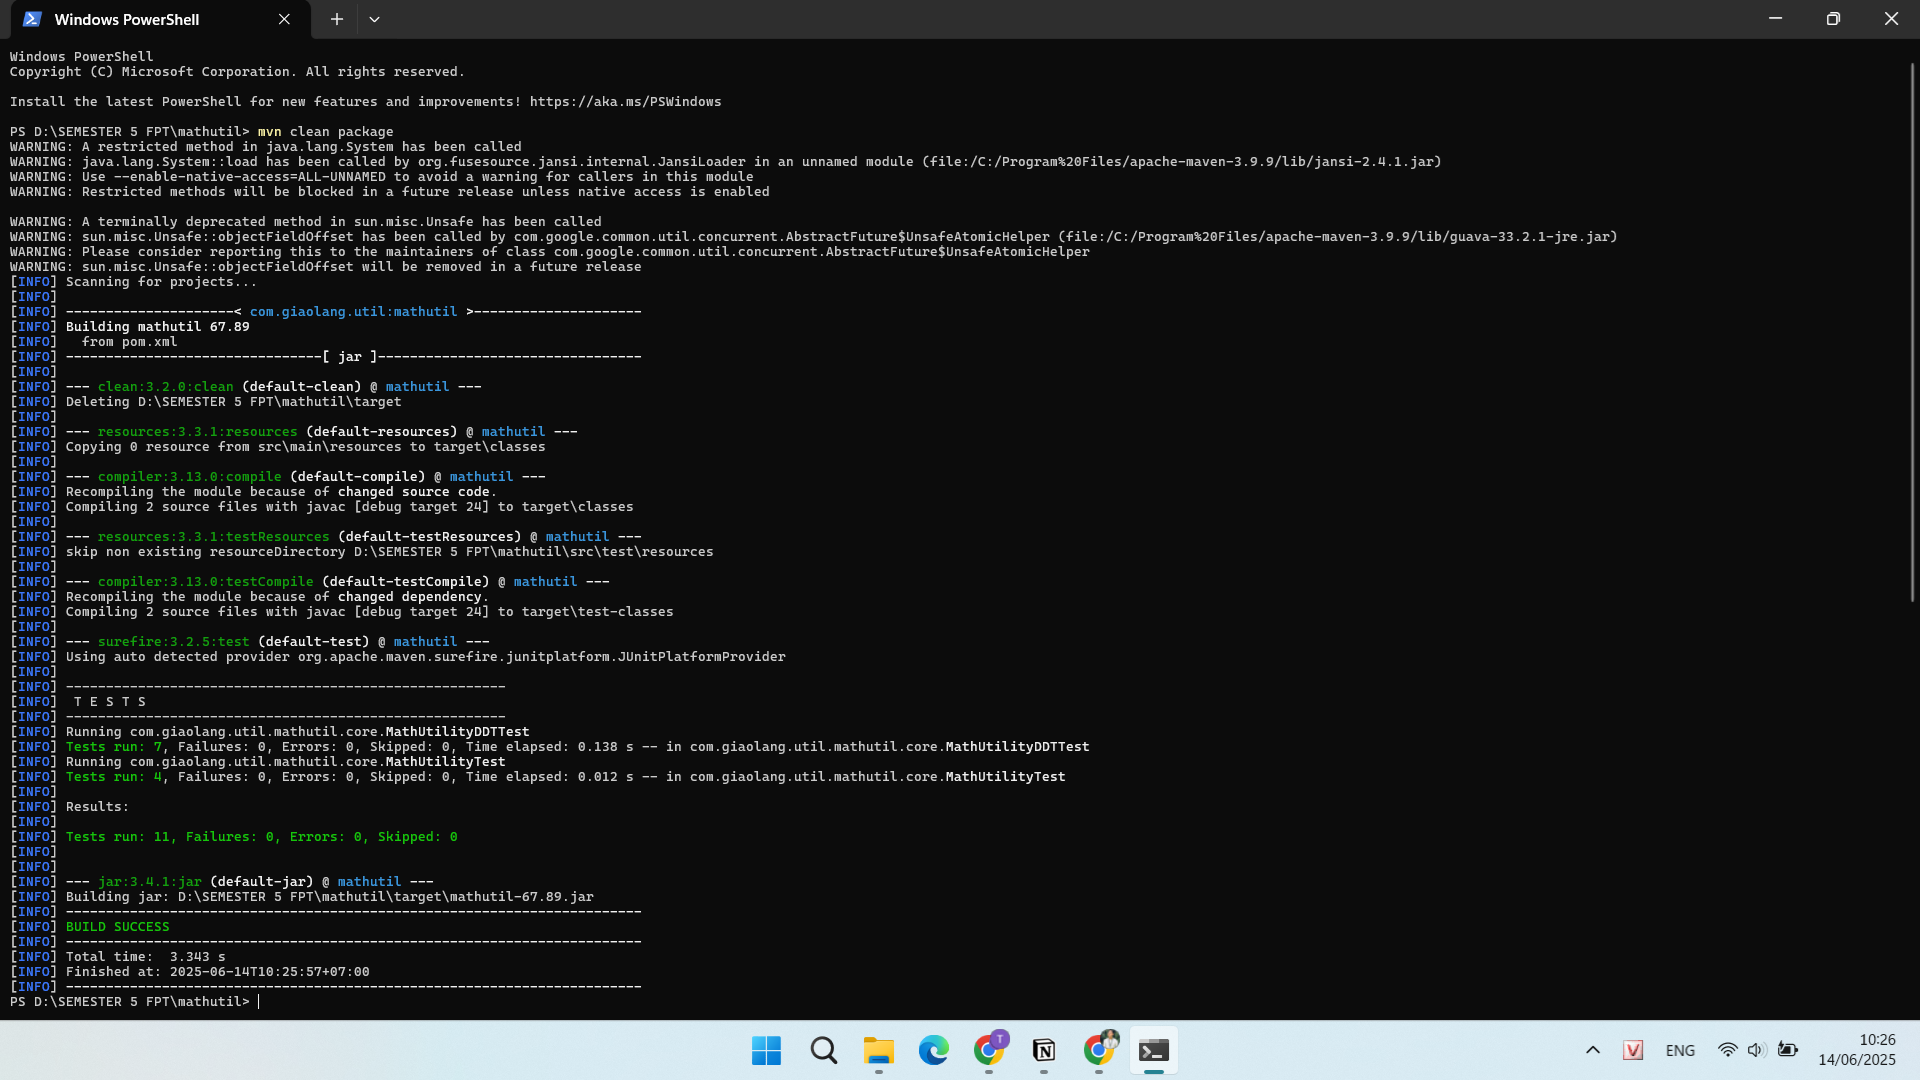 Windows PowerShell
Windows PowerShell
Copyright (C) Microsoft Corporation. All rights reserved.
Install the latest PowerShell for new features and improvements! https://aka.ms/PSWindows
PS D:\SEMESTER 5 FPT\mathutil> mvn clean package
WARNING: A restricted method in java.lang.System has been called
WARNING: java.lang.System::load has been called by org.fusesource.jansi.internal.JansiLoader in an unnamed module (file:/C:/Program%20Files/apache-maven-3.9.9/lib/jansi-2.4.1.jar)
WARNING: Use --enable-native-access=ALL-UNNAMED to avoid a warning for callers in this module
WARNING: Restricted methods will be blocked in a future release unless native access is enabled
WARNING: A terminally deprecated method in sun.misc.Unsafe has been called
WARNING: sun.misc.Unsafe::objectFieldOffset has been called by com.google.common.util.concurrent.AbstractFuture$UnsafeAtomicHelper (file:/C:/Program%20Files/apache-maven-3.9.9/lib/guava-33.2.1-jre.jar)
WARNING: Please consider reporting this to the maintainers of class com.google.common.util.concurrent.AbstractFuture$UnsafeAtomicHelper
WARNING: sun.misc.Unsafe::objectFieldOffset will be removed in a future release
[INFO] Scanning for projects...
[INFO]
[INFO] ---------------------< com.giaolang.util:mathutil >---------------------
[INFO] Building mathutil 67.89
[INFO]   from pom.xml
[INFO] --------------------------------[ jar ]---------------------------------
[INFO]
[INFO] --- clean:3.2.0:clean (default-clean) @ mathutil ---
[INFO] Deleting D:\SEMESTER 5 FPT\mathutil\target
[INFO]
[INFO] --- resources:3.3.1:resources (default-resources) @ mathutil ---
[INFO] Copying 0 resource from src\main\resources to target\classes
[INFO]
[INFO] --- compiler:3.13.0:compile (default-compile) @ mathutil ---
[INFO] Recompiling the module because of changed source code.
[INFO] Compiling 2 source files with javac [debug target 24] to target\classes
[INFO]
[INFO] --- resources:3.3.1:testResources (default-testResources) @ mathutil ---
[INFO] skip non existing resourceDirectory D:\SEMESTER 5 FPT\mathutil\src\test\resources
[INFO]
[INFO] --- compiler:3.13.0:testCompile (default-testCompile) @ mathutil ---
[INFO] Recompiling the module because of changed dependency.
[INFO] Compiling 2 source files with javac [debug target 24] to target\test-classes
[INFO]
[INFO] --- surefire:3.2.5:test (default-test) @ mathutil ---
[INFO] Using auto detected provider org.apache.maven.surefire.junitplatform.JUnitPlatformProvider
[INFO]
[INFO] -------------------------------------------------------
[INFO]  T E S T S
[INFO] -------------------------------------------------------
[INFO] Running com.giaolang.util.mathutil.core.MathUtilityDDTTest
[INFO] Tests run: 7, Failures: 0, Errors: 0, Skipped: 0, Time elapsed: 0.138 s -- in com.giaolang.util.mathutil.core.MathUtilityDDTTest
[INFO] Running com.giaolang.util.mathutil.core.MathUtilityTest
[INFO] Tests run: 4, Failures: 0, Errors: 0, Skipped: 0, Time elapsed: 0.012 s -- in com.giaolang.util.mathutil.core.MathUtilityTest
[INFO]
[INFO] Results:
[INFO]
[INFO] Tests run: 11, Failures: 0, Errors: 0, Skipped: 0
[INFO]
[INFO]
[INFO] --- jar:3.4.1:jar (default-jar) @ mathutil ---
[INFO] Building jar: D:\SEMESTER 5 FPT\mathutil\target\mathutil-67.89.jar
[INFO] ------------------------------------------------------------------------
[INFO] BUILD SUCCESS
[INFO] ------------------------------------------------------------------------
[INFO] Total time:  3.343 s
[INFO] Finished at: 2025-06-14T10:25:57+07:00
[INFO] ------------------------------------------------------------------------
PS D:\SEMESTER 5 FPT\mathutil>
T
N
V
ENG
10:26
14/06/2025